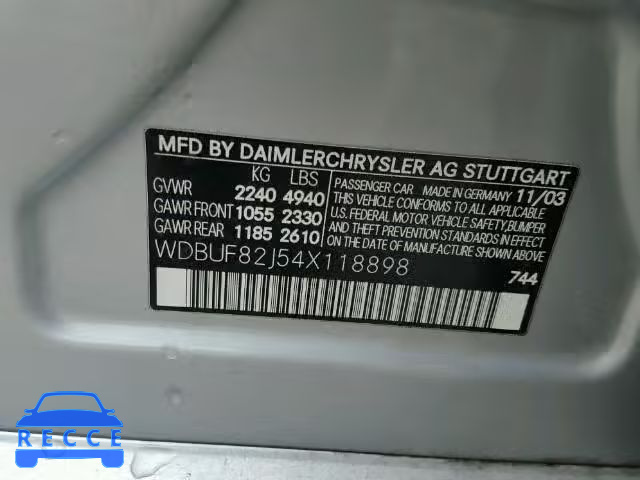 MFD BY DAIMLERCHRYSLER AG STUTTGART
KG LBS
GVWR 2240 4940
GAWR FRONT 1055 2330
GAWR REAR 1185 2610
PASSENGER CAR MADE IN GERMANY 11/03
THIS VEHICLE CONFORMS TO ALL APPLICABLE
U.S. FEDERAL MOTOR VEHICLE SAFETY,BUMPER
AND THEFT PREVENTION STANDARDS IN
EFFECT ON DATE OF MANUFACTURE SHOWN ABOVE.
WDBUF82J54X118898
744
RECCE